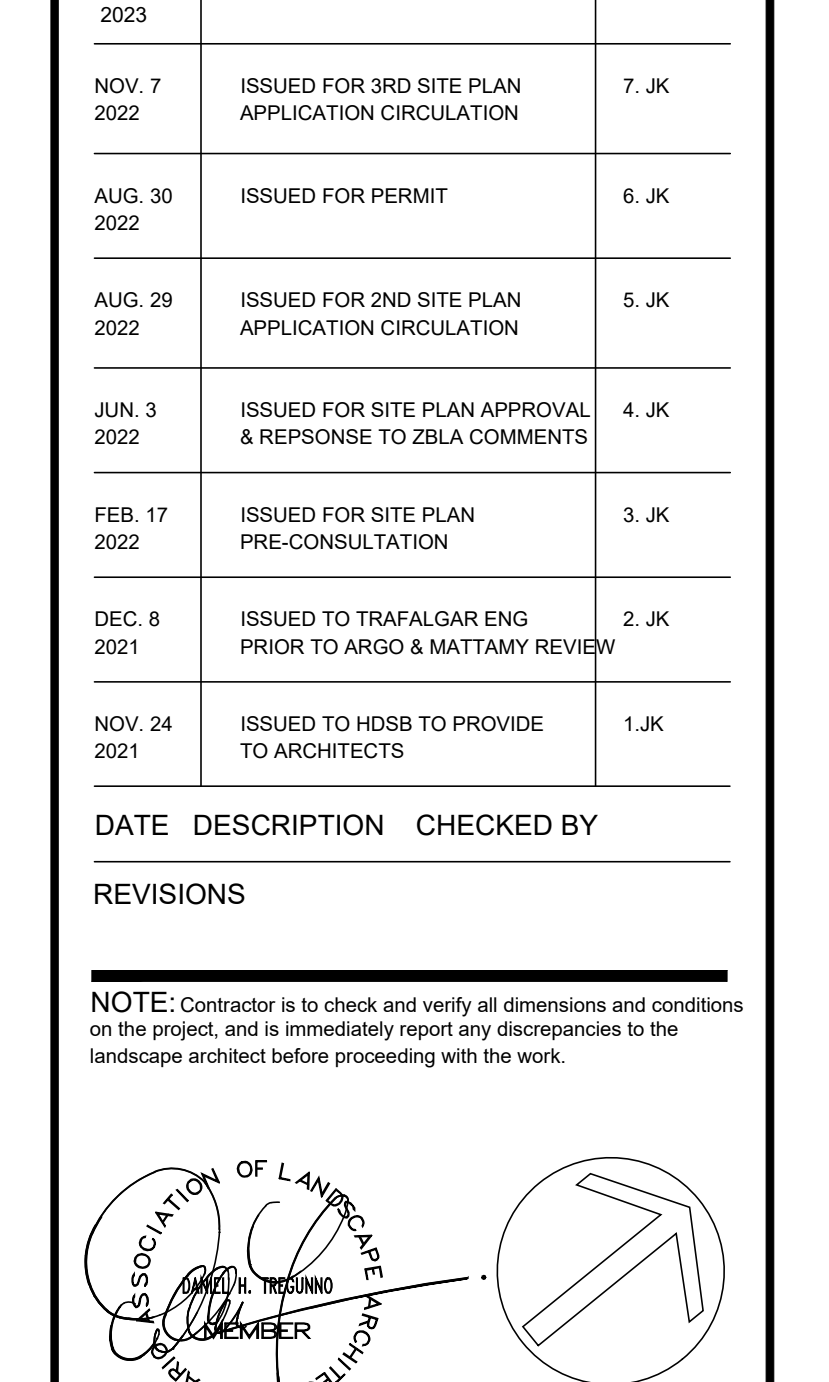 2023
NOV. 7 ISSUED FOR 3RD SITE PLAN 7. JK
2022 APPLICATION CIRCULATION
AUG. 30 ISSUED FOR PERMIT 6. JK
2022
AUG. 29 ISSUED FOR 2ND SITE PLAN 5. JK
2022 APPLICATION CIRCULATION
JUN. 3 ISSUED FOR SITE PLAN APPROVAL 4. JK
2022 & REPSONSE TO ZBLA COMMENTS
FEB. 17 ISSUED FOR SITE PLAN 3. JK
2022 PRE-CONSULTATION
DEC. 8 ISSUED TO TRAFALGAR ENG 2. JK
2021 PRIOR TO ARGO & MATTAMY REVIEW
NOV. 24 ISSUED TO HDSB TO PROVIDE 1.JK
2021 TO ARCHITECTS
DATE DESCRIPTION CHECKED BY
REVISIONS
NOTE: Contractor is to check and verify all dimensions and conditions
on the project, and is immediately report any discrepancies to the
landscape architect before proceeding with the work.
ASSOCIATION OF LANDSCAPE
DANIEL H. TREGUNNO
MEMBER